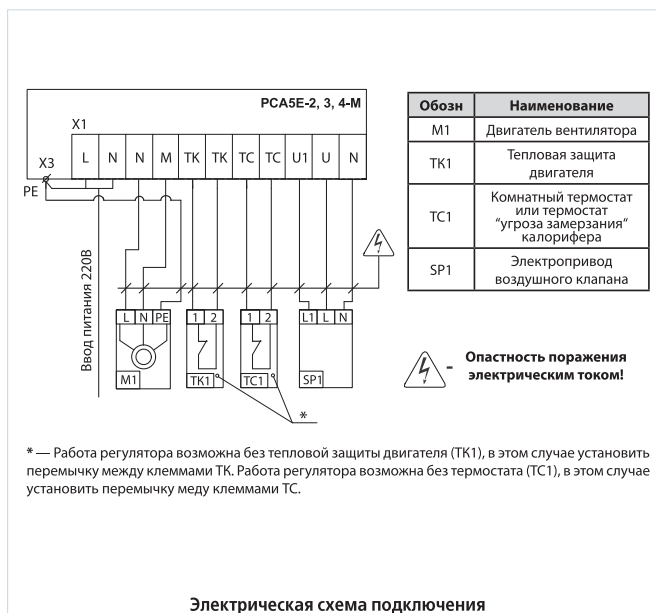 PCA5E-2, 3, 4-M
X1
X3
L N N M TK TK TC TC U1 U N
PE
Ввод питания 220В
L N PE
1 2
1 2
L1 L N
M1
TK1
TC1
SP1
*
Обозн Наименование
M1 Двигатель вентилятора
TK1 Тепловая защита
двигателя
TC1 Комнатный термостат
или термостат
“угроза замерзания“
калорифера
SP1 Электропривод
воздушного клапана
- Опастность поражения
электрическим током!
* — Работа регулятора возможна без тепловой защиты двигателя (ТК1), в этом случае установить
перемычку между клеммами ТК. Работа регулятора возможна без термостата (ТС1), в этом случае
установить перемычку меду клеммами ТС.
Электрическая схема подключения